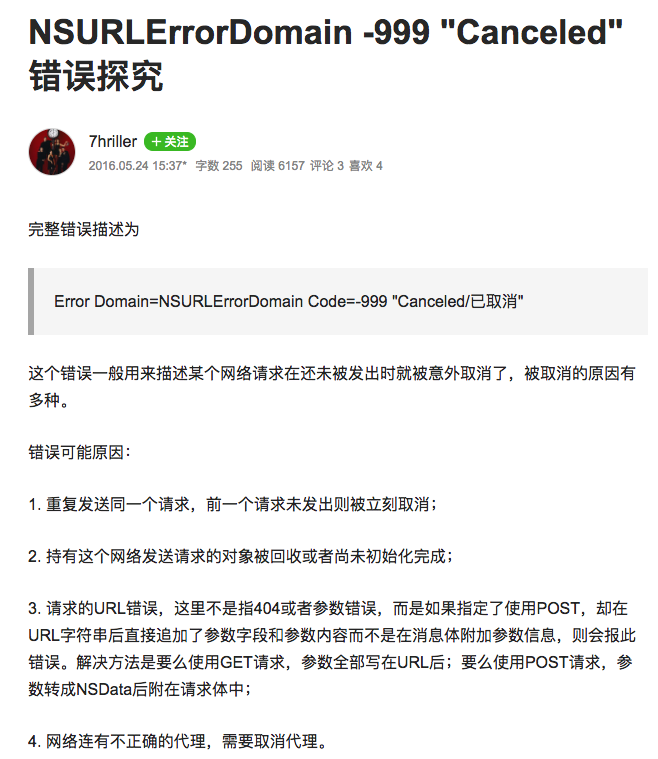 NSURLErrorDomain -999 "Canceled"
错误探究
7hriller
＋关注
2016.05.24 15:37* 字数 255 阅读 6157 评论 3 喜欢 4
完整错误描述为
Error Domain=NSURLErrorDomain Code=-999 "Canceled/已取消"
这个错误一般用来描述某个网络请求在还未被发出时就被意外取消了，被取消的原因有
多种。
错误可能原因：
1. 重复发送同一个请求，前一个请求未发出则被立刻取消；
2. 持有这个网络发送请求的对象被回收或者尚未初始化完成；
3. 请求的URL错误，这里不是指404或者参数错误，而是如果指定了使用POST，却在
URL字符串后直接追加了参数字段和参数内容而不是在消息体附加参数信息，则会报此
错误。解决方法是要么使用GET请求，参数全部写在URL后；要么使用POST请求，参
数转成NSData后附在请求体中；
4. 网络连有不正确的代理，需要取消代理。